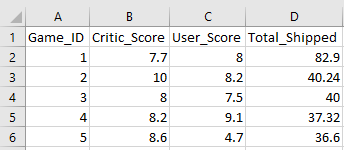 A B C D
1 Game_ID Critic_Score User_Score Total_Shipped
2 1 7.7 8 82.9
3 2 10 8.2 40.24
4 3 8 7.5 40
5 4 8.2 9.1 37.32
6 5 8.6 4.7 36.6